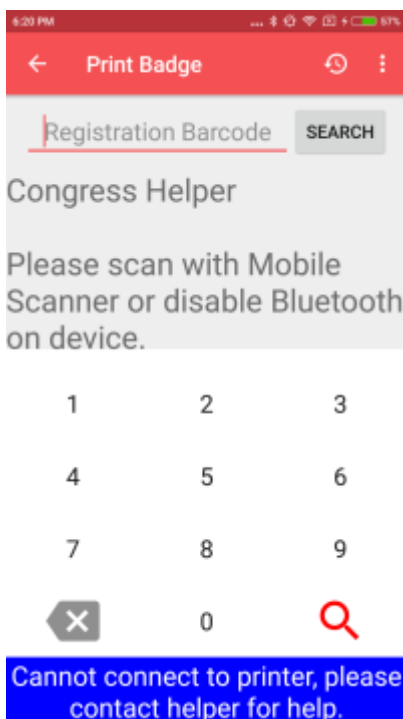 6:20 PM ... 67%
Print Badge
Registration Barcode SEARCH
Congress Helper
Please scan with Mobile
Scanner or disable Bluetooth
on device.
1 2 3
4 5 6
7 8 9
0
Cannot connect to printer, please
contact helper for help.